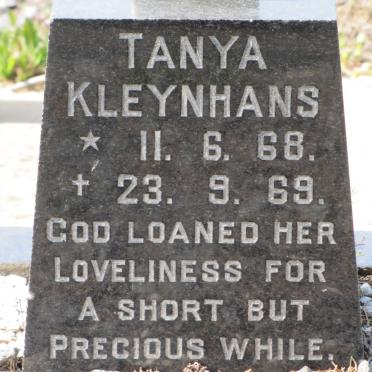 TANYA
KLEYNHANS
* 11. 6. 68.
† 23. 9. 69.
GOD LOANED HER
LOVELINESS FOR
A SHORT BUT
PRECIOUS WHILE.